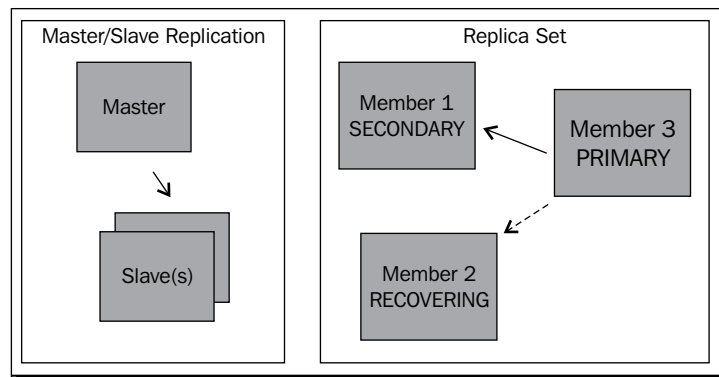 Master/Slave Replication
Master
Slave(s)
Replica Set
Member 1
SECONDARY
Member 3
PRIMARY
Member 2
RECOVERING